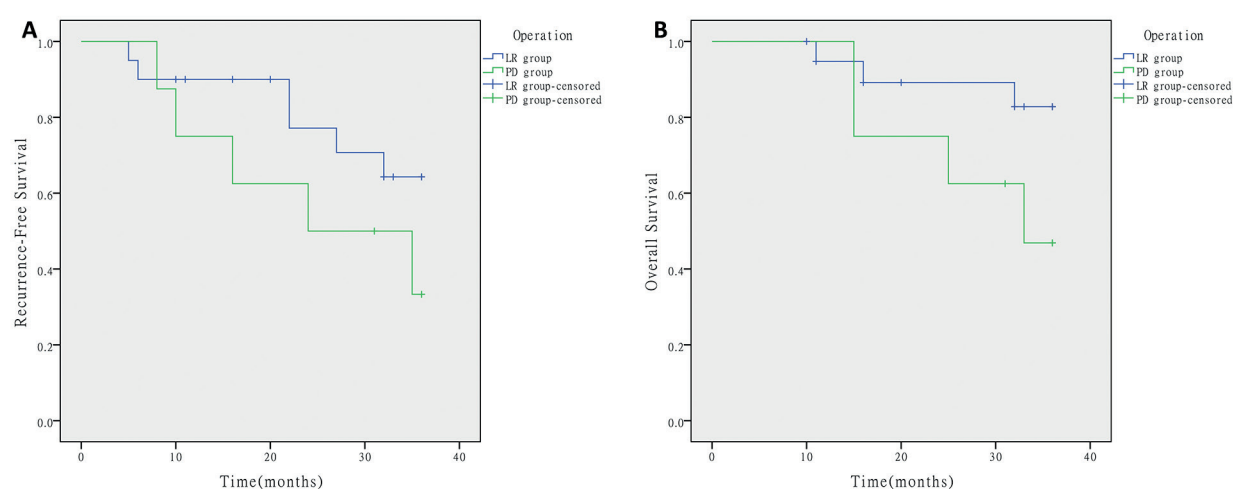 A
Operation
LR group
PD group
LR group-censored
PD group-censored
1.0
0.8
0.6
0.4
0.2
0.0
Recurrence-Free Survival
0 10 20 30 40
Time(months)
B
Operation
LR group
PD group
LR group-censored
PD group-censored
1.0
0.8
0.6
0.4
0.2
0.0
Overall Survival
0 10 20 30 40
Time(months)